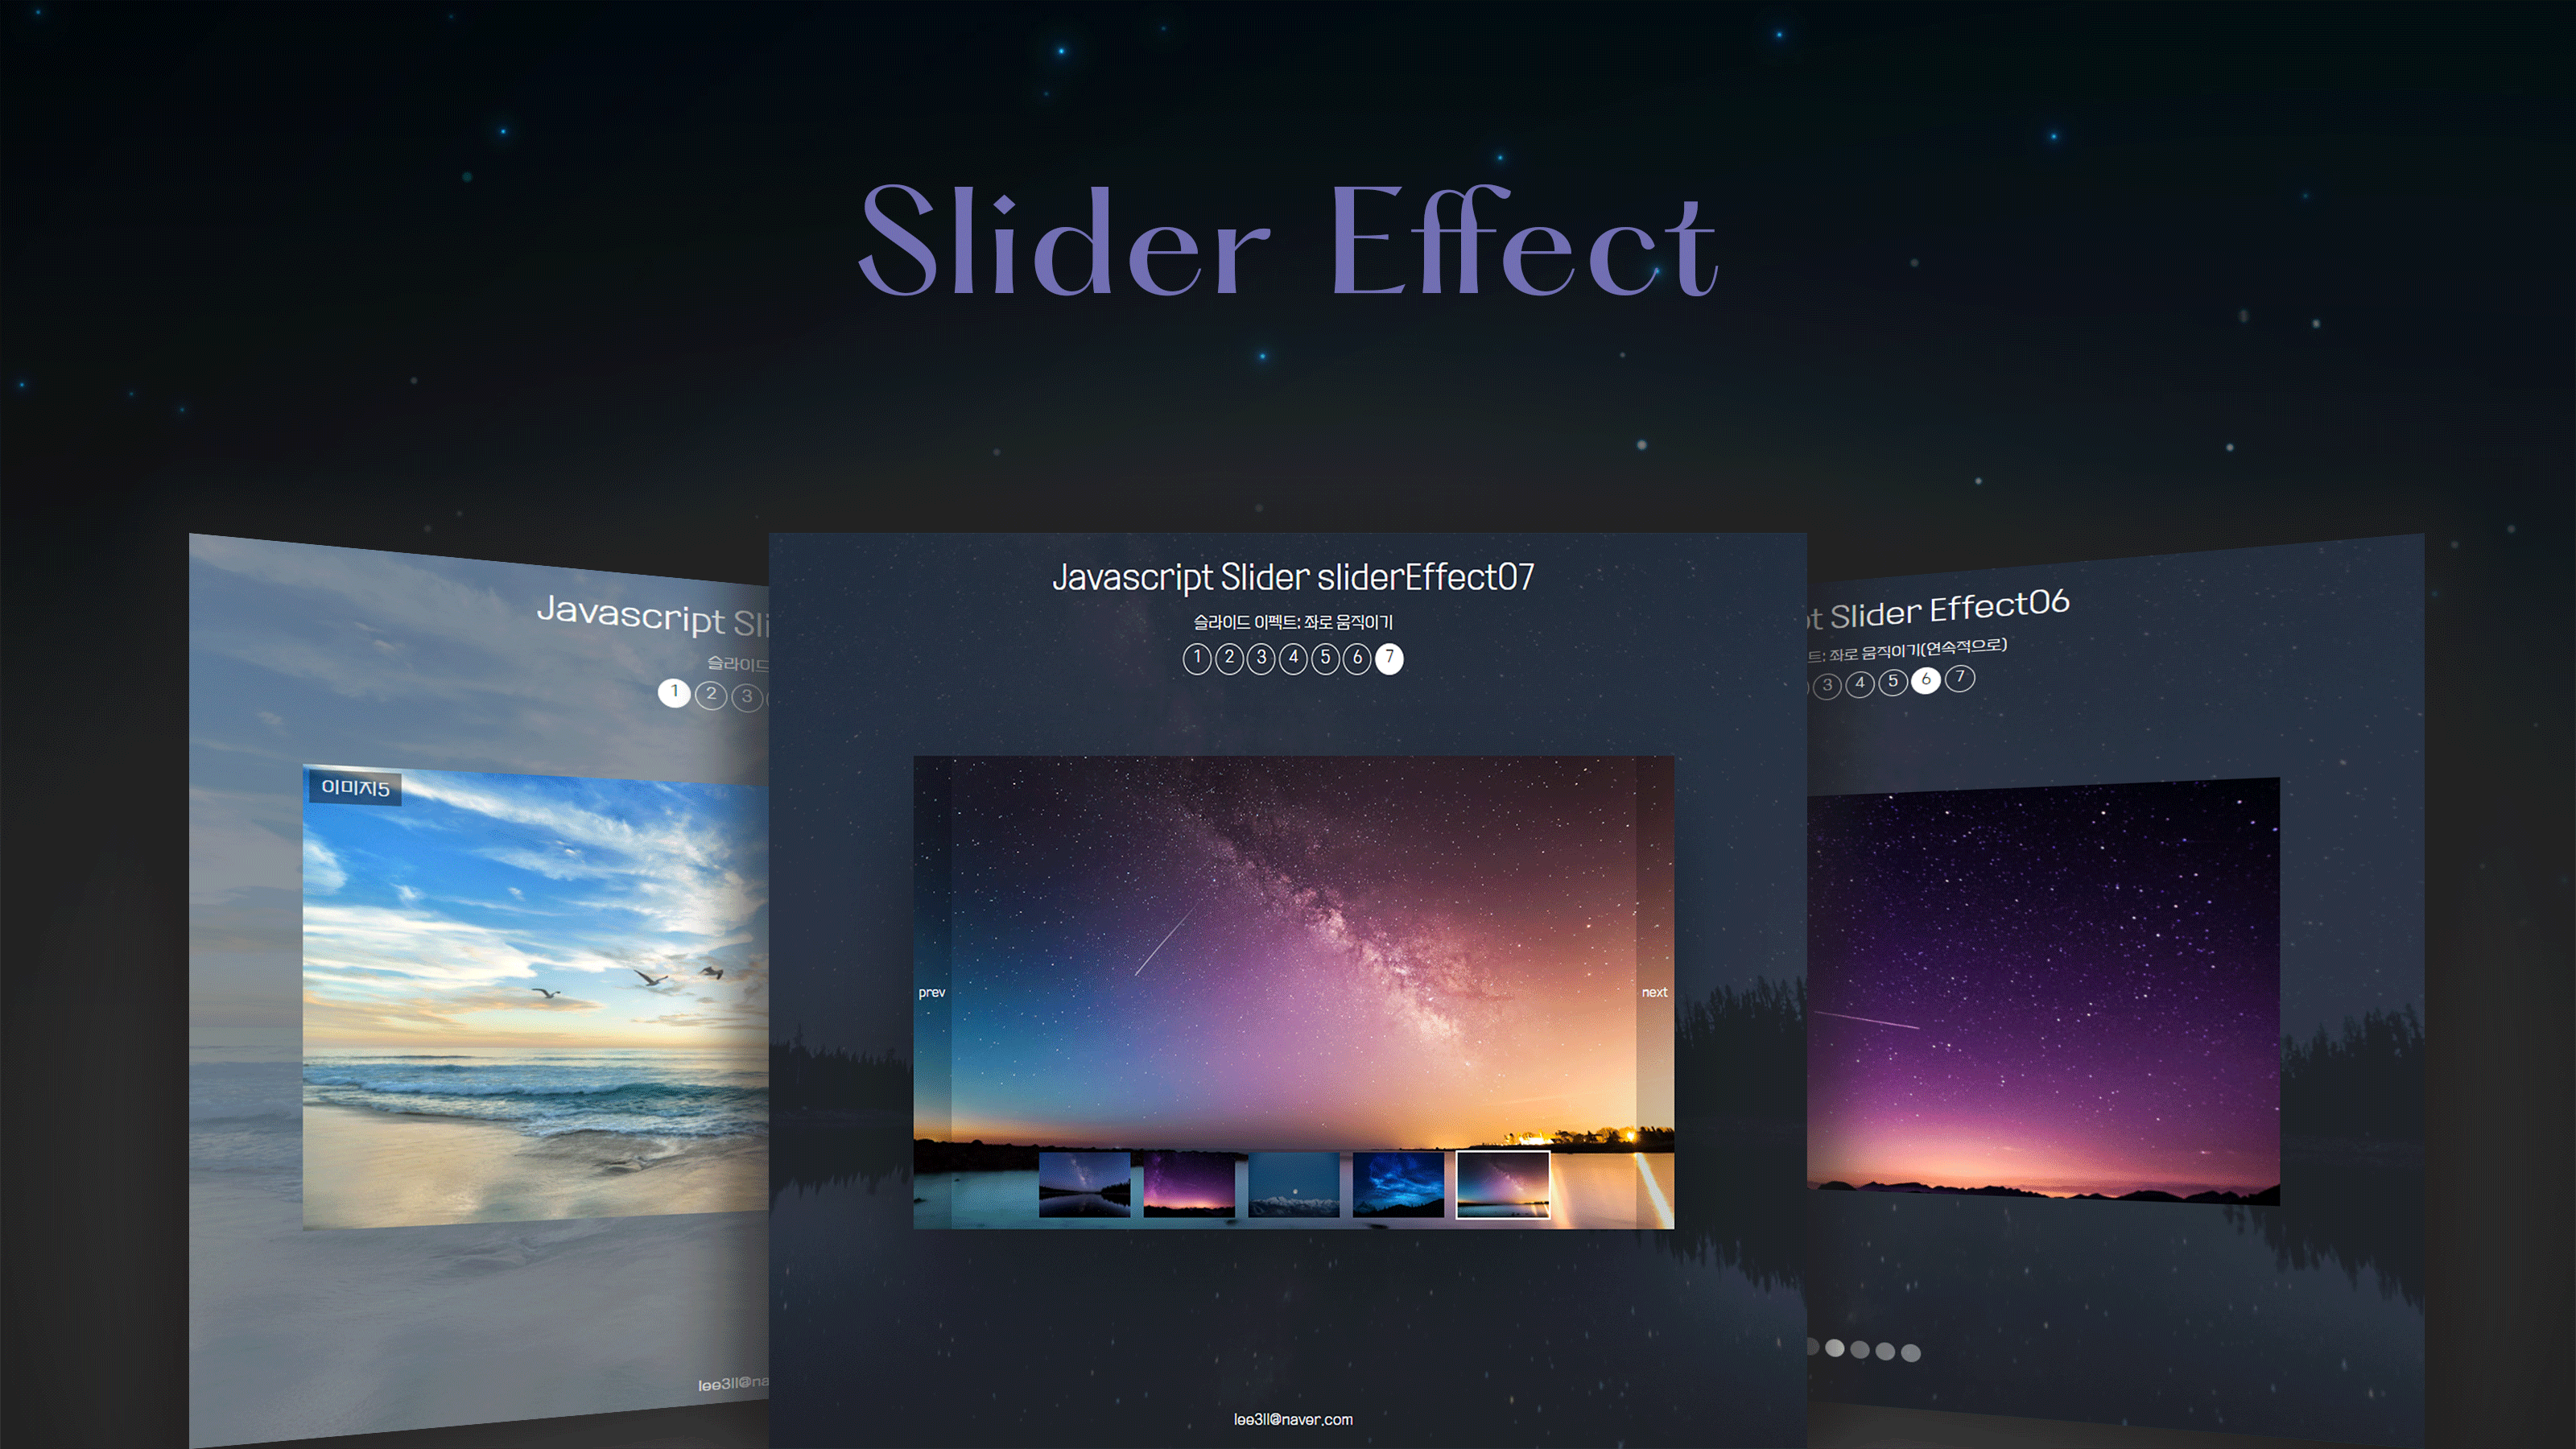 Slider Effect
Javascript Sli
슬라이드
1 2 3
이미지5
lee3ll@na
Javascript Slider sliderEffect07
슬라이드 이펙트: 좌로 움직이기
1 2 3 4 5 6 7
prev
next
lee3ll@naver.com
t Slider Effect06
트: 좌로 움직이기(연속적으로)
3 4 5 6 7